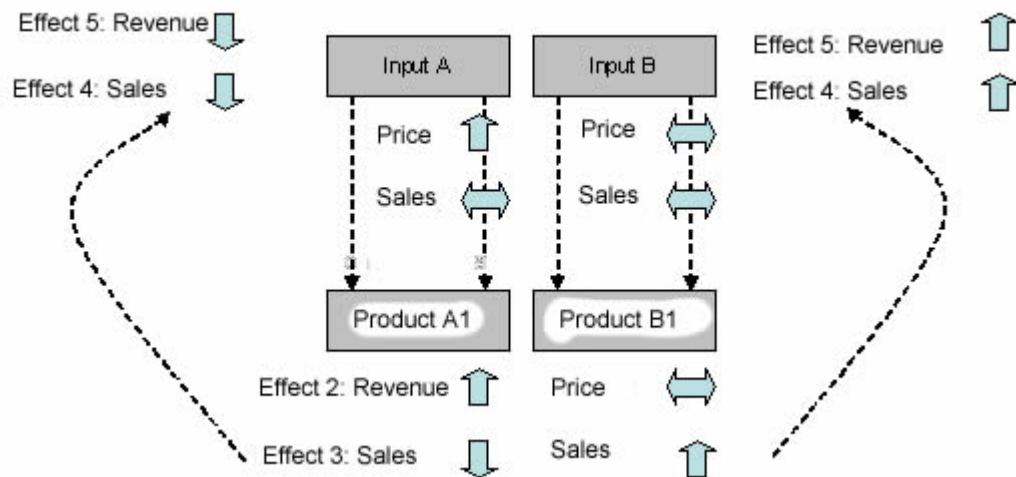 Effect 5: Revenue
Effect 4: Sales
Input A
Input B
Effect 5: Revenue
Effect 4: Sales
Price
Sales
Price
Sales
Product A1
Product B1
Effect 2: Revenue
Effect 3: Sales
Price
Sales